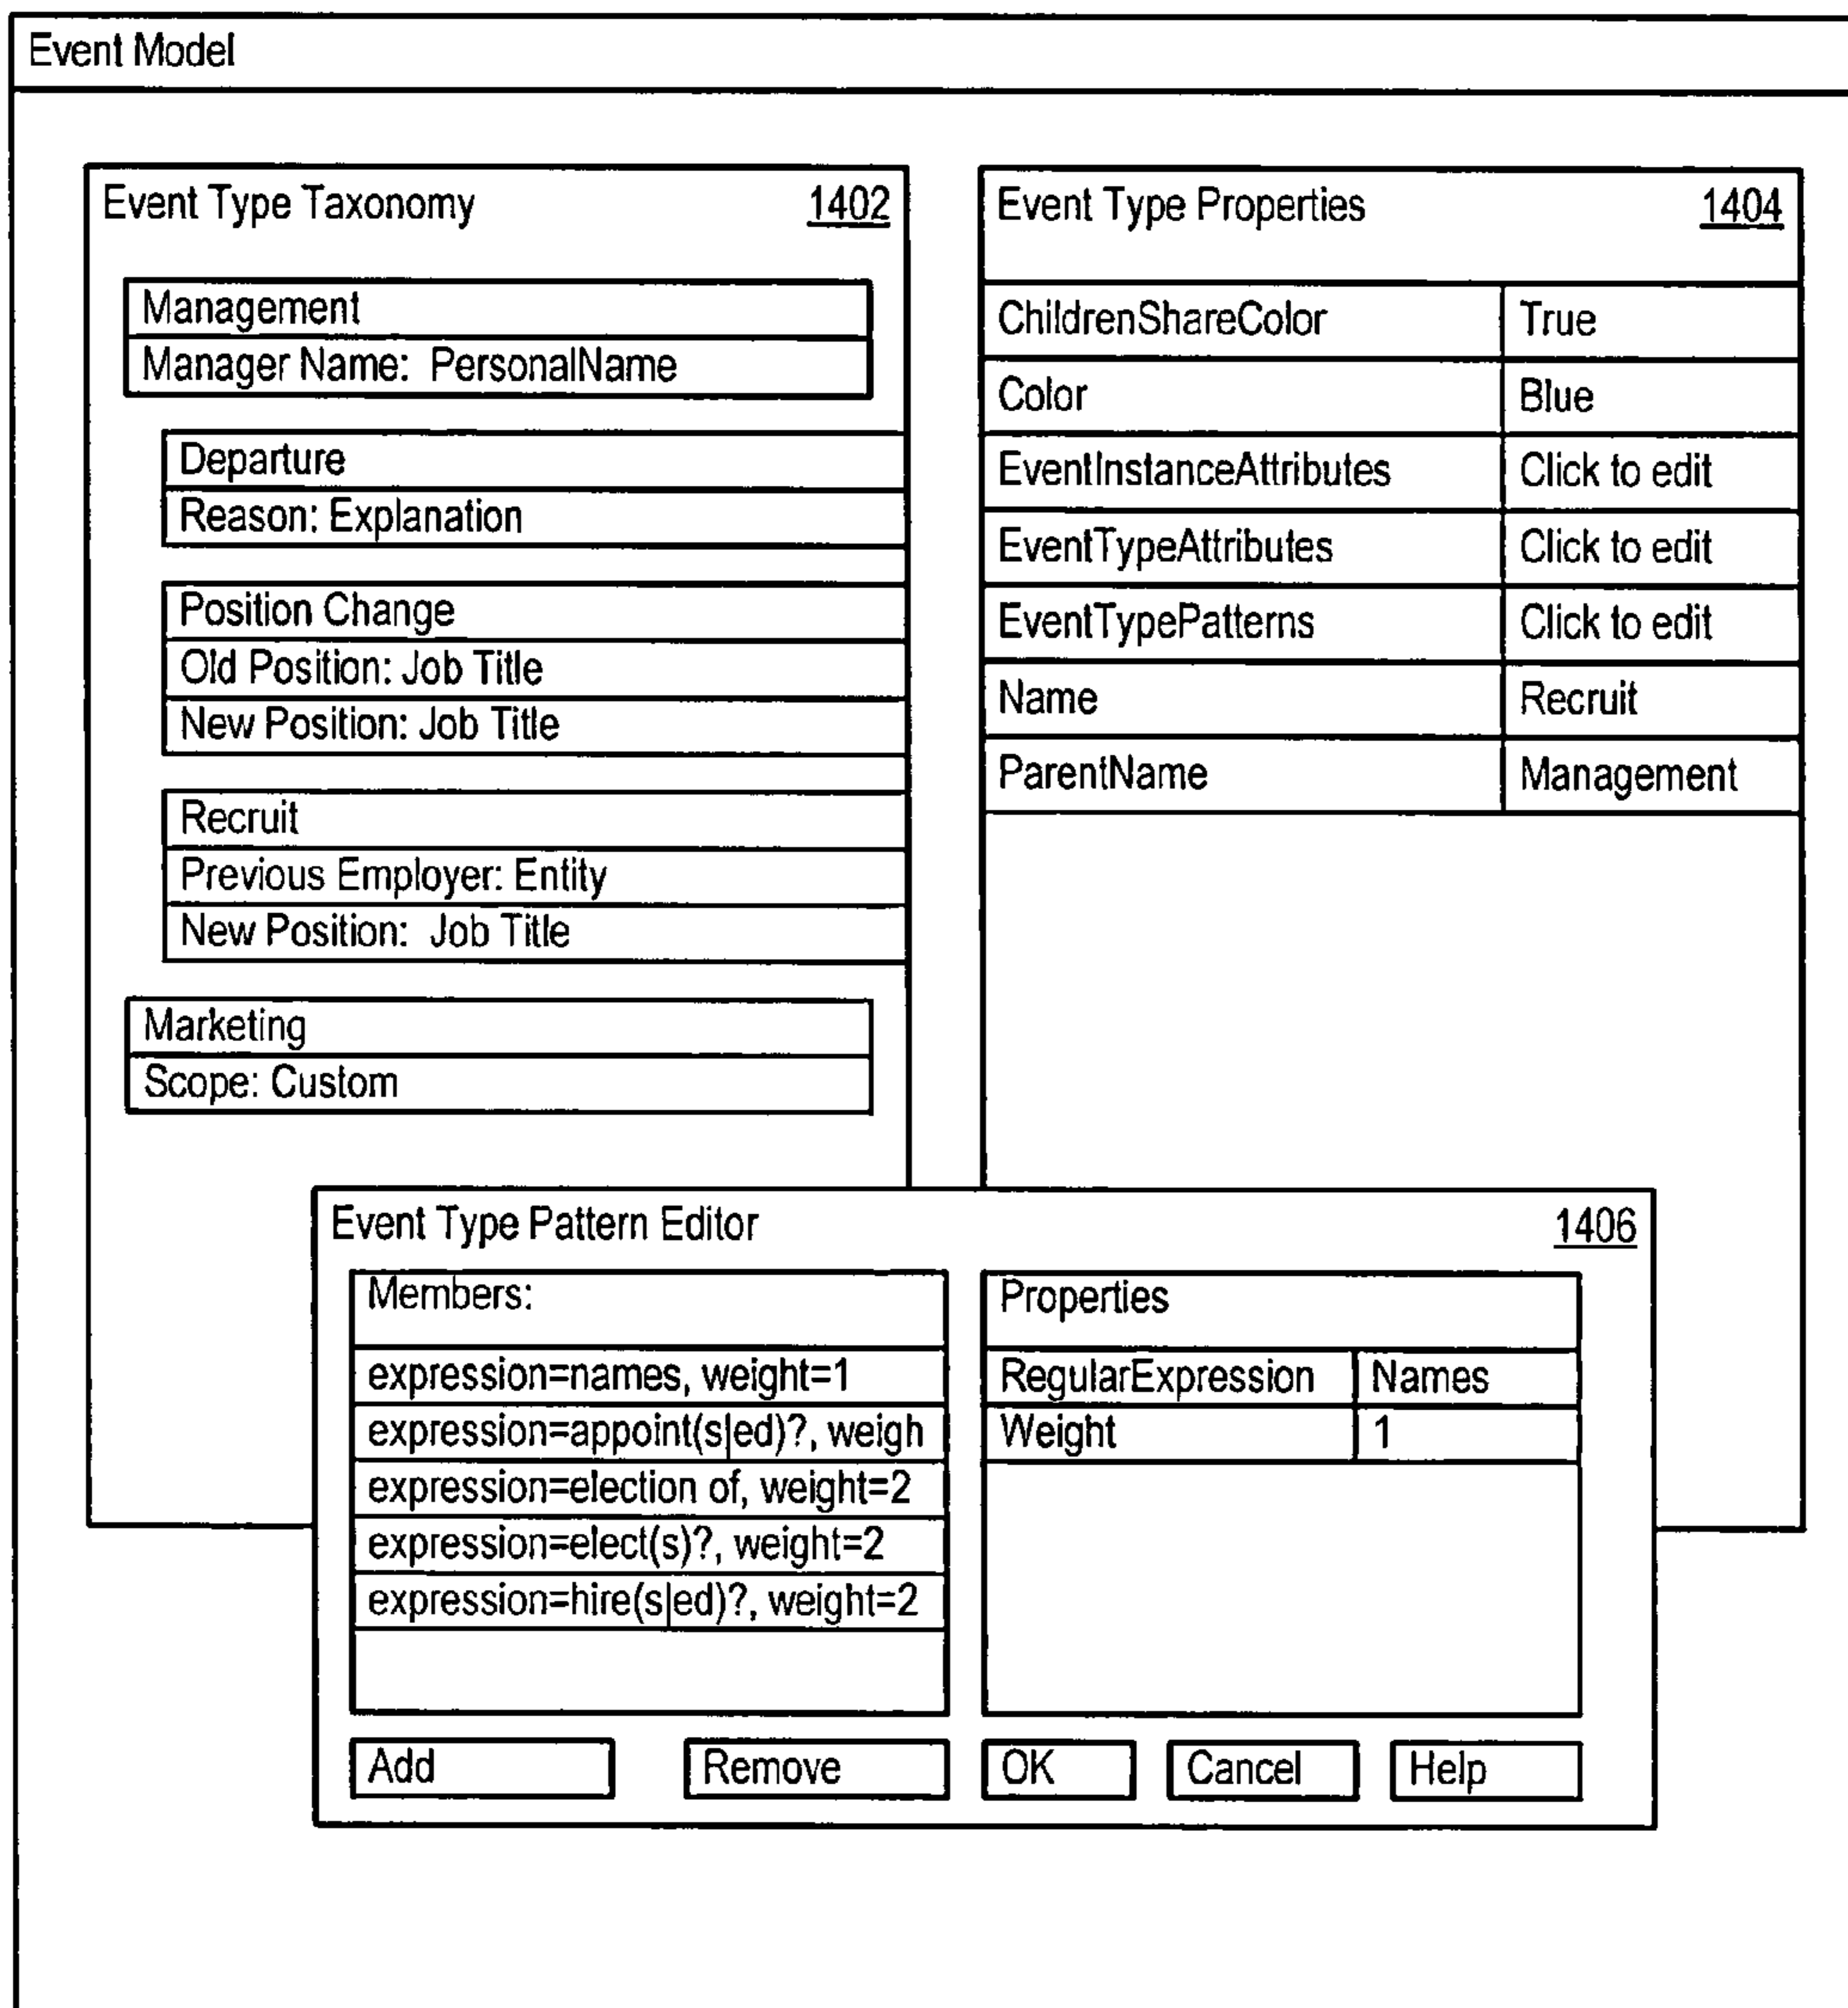 Event Model
Event Type Taxonomy 1402
Management
Manager Name: PersonalName
Departure
Reason: Explanation
Position Change
Old Position: Job Title
New Position: Job Title
Recruit
Previous Employer: Entity
New Position: Job Title
Marketing
Scope: Custom
Event Type Properties 1404
ChildrenShareColor True
Color Blue
EventInstanceAttributes Click to edit
EventTypeAttributes Click to edit
EventTypePatterns Click to edit
Name Recruit
ParentName Management
Event Type Pattern Editor 1406
Members:
expression=names, weight=1
expression=appoint(s|ed)?, weigh
expression=election of, weight=2
expression=elect(s)?, weight=2
expression=hire(s|ed)?, weight=2
Properties
RegularExpression Names
Weight 1
Add Remove OK Cancel Help